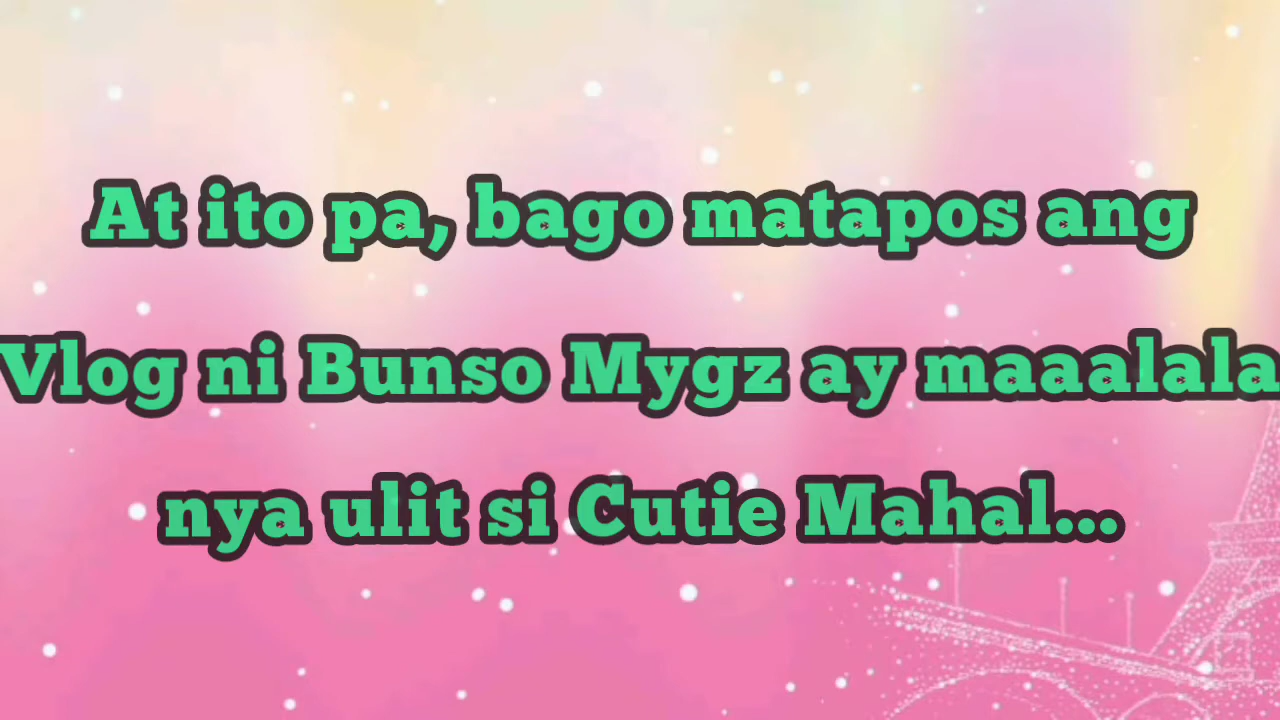 At ito pa, bago matapos ang
Vlog ni Bunso Mygz ay maaalala
nya ulit si Cutie Mahal...